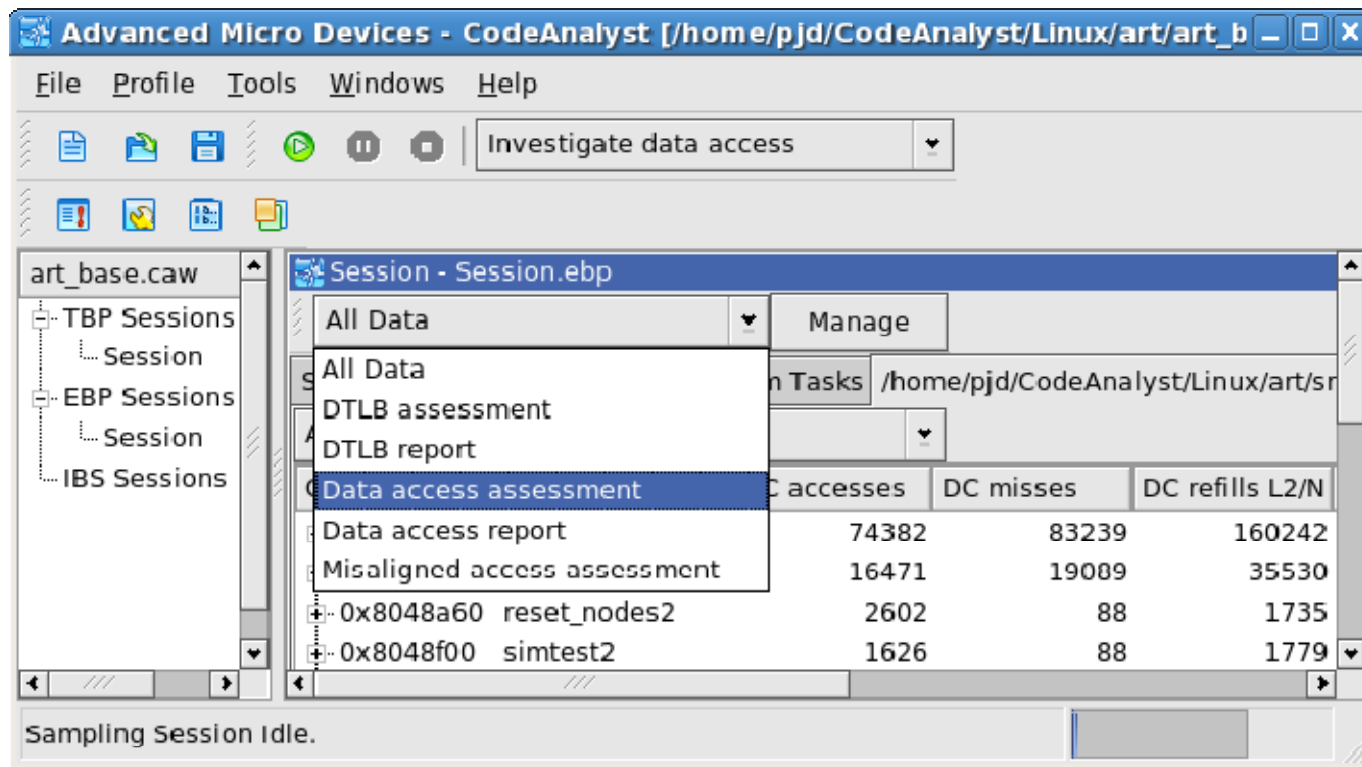 Advanced Micro Devices - CodeAnalyst [/home/pjd/CodeAnalyst/Linux/art/art_b
File Profile Tools Windows Help
Investigate data access
art_base.caw
TBP Sessions
Session
EBP Sessions
Session
IBS Sessions
Session - Session.ebp
All Data
Manage
All Data
DTLB assessment
DTLB report
Data access assessment
Data access report
Misaligned access assessment
Tasks /home/pjd/CodeAnalyst/Linux/art/sr
accesses DC misses DC refills L2/N
74382 83239 160242
16471 19089 35530
0x8048a60 reset_nodes2 2602 88 1735
0x8048f00 simtest2 1626 88 1779
Sampling Session Idle.